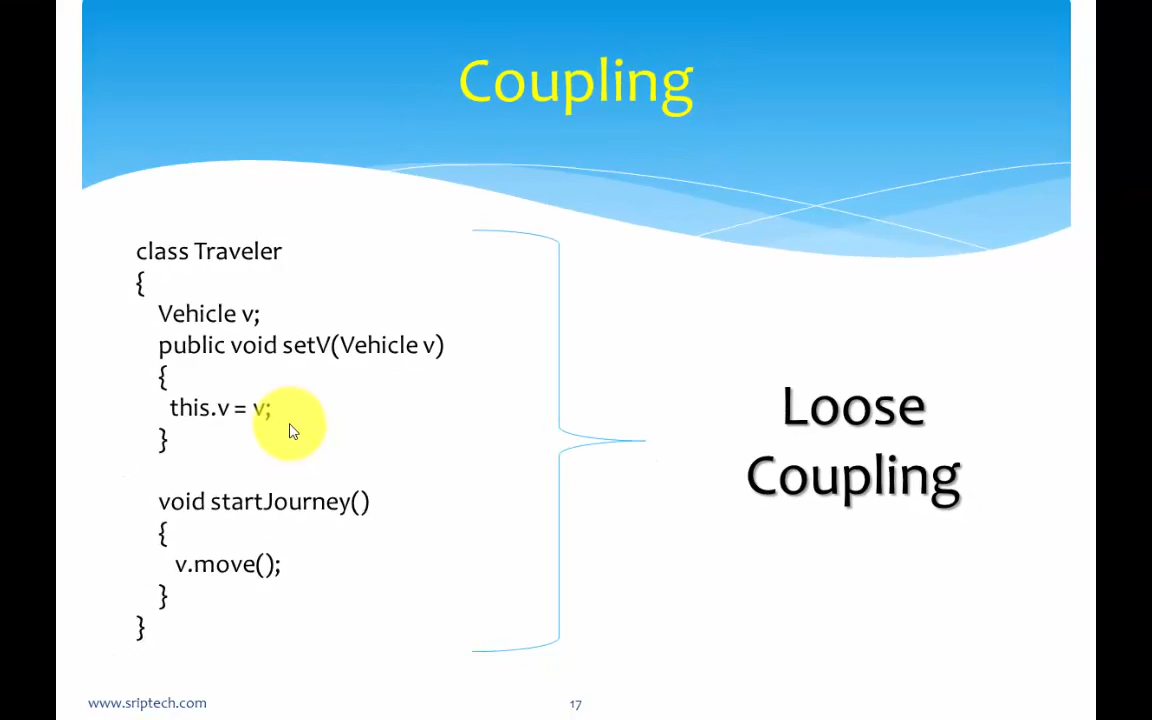 Coupling
class Traveler
{
Vehicle v;
public void setV(Vehicle v)
{
this.v = v;
}
void startJourney()
{
v.move();
}
}
Loose
Coupling
www.sriptech.com
17